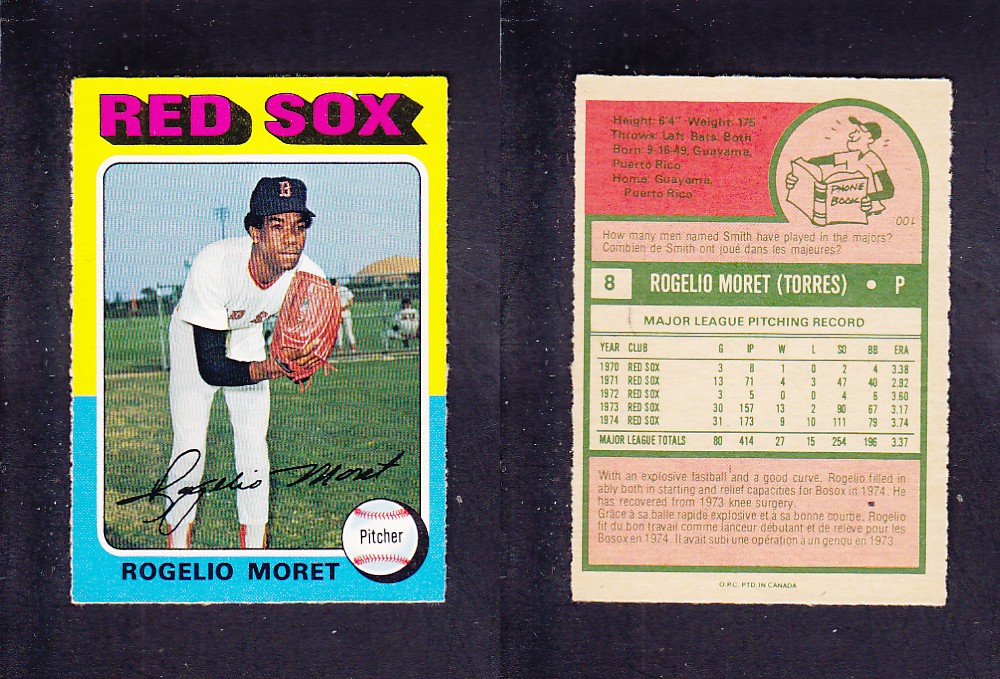 RED SOX
B
Rogelio Moret
Pitcher
ROGELIO MORET
Height: 6'4" Weight: 175
Throws: Left Bats: Both
Born: 9-16-49, Guayama,
Puerto Rico
Home: Guayama,
Puerto Rico
PHONE
BOOK
100
How many men named Smith have played in the majors?
Combien de Smith ont joué dans les majeures?
8 ROGELIO MORET (TORRES) • P
MAJOR LEAGUE PITCHING RECORD
YEAR CLUB G IP W L SO BB ERA
1970 RED SOX 3 8 1 0 2 4 3.38
1971 RED SOX 13 71 4 3 47 40 2.92
1972 RED SOX 3 5 0 0 4 6 3.60
1973 RED SOX 30 157 13 2 90 67 3.17
1974 RED SOX 31 173 9 10 111 79 3.74
MAJOR LEAGUE TOTALS 80 414 27 15 254 196 3.37
With an explosive fastball and a good curve, Rogelio filled in
ably both in starting and relief capacities for Bosox in 1974. He
has recovered from 1973 knee surgery.
Grâce à sa balle rapide explosive et à sa bonne courbe, Rogelio
fit du bon travail comme lanceur débutant et de relève pour les
Bosox en 1974. Il avait subi une opération à un genou en 1973.
O.P.C. PTD. IN CANADA